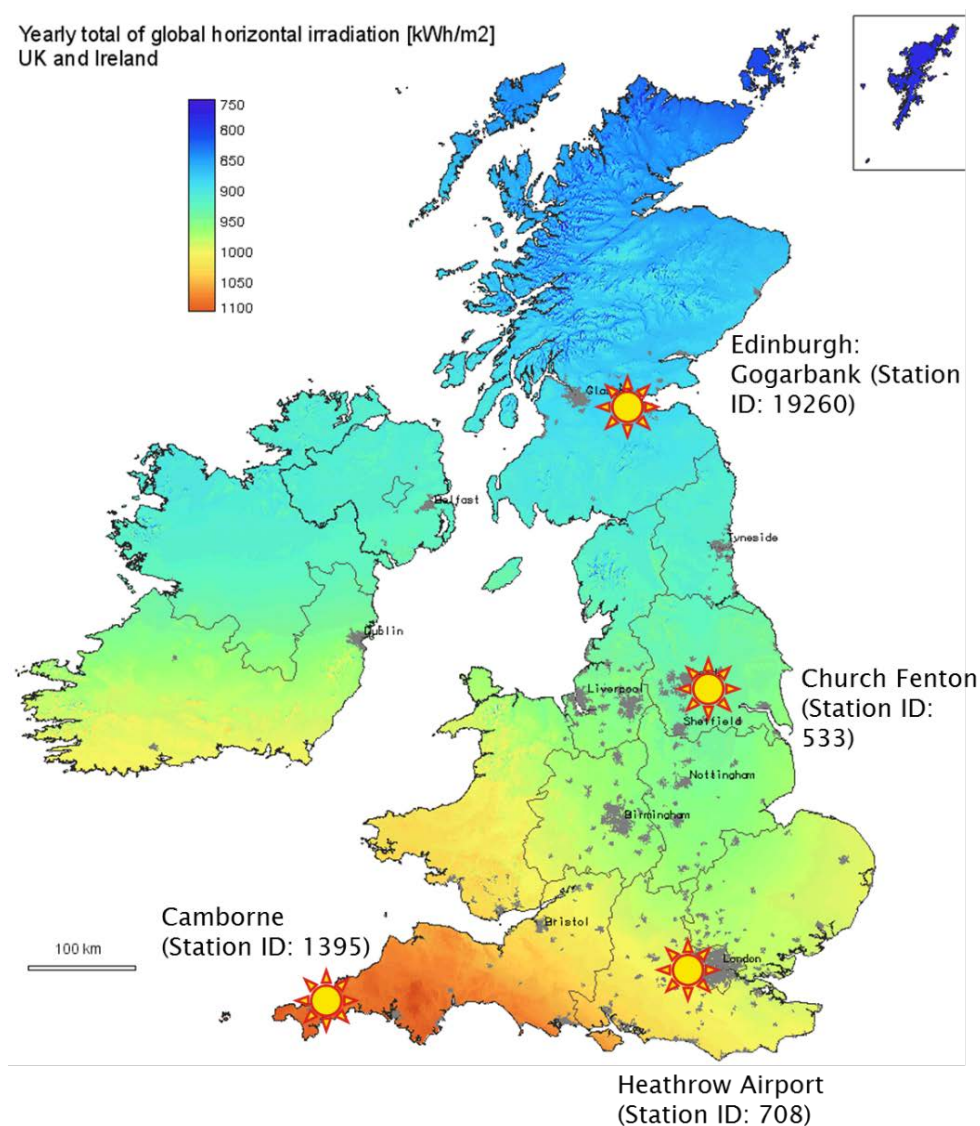 Yearly total of global horizontal irradiation [kWh/m2]
UK and Ireland
750
800
850
900
950
1000
1050
1100
Edinburgh:
Gogarbank (Station
ID: 19260)
Belfast
Tyneside
Dublin
Liverpool
Church Fenton
(Station ID:
533)
Sheffield
Nottingham
Birmingham
Camborne
(Station ID: 1395)
Bristol
100 km
London
Heathrow Airport
(Station ID: 708)